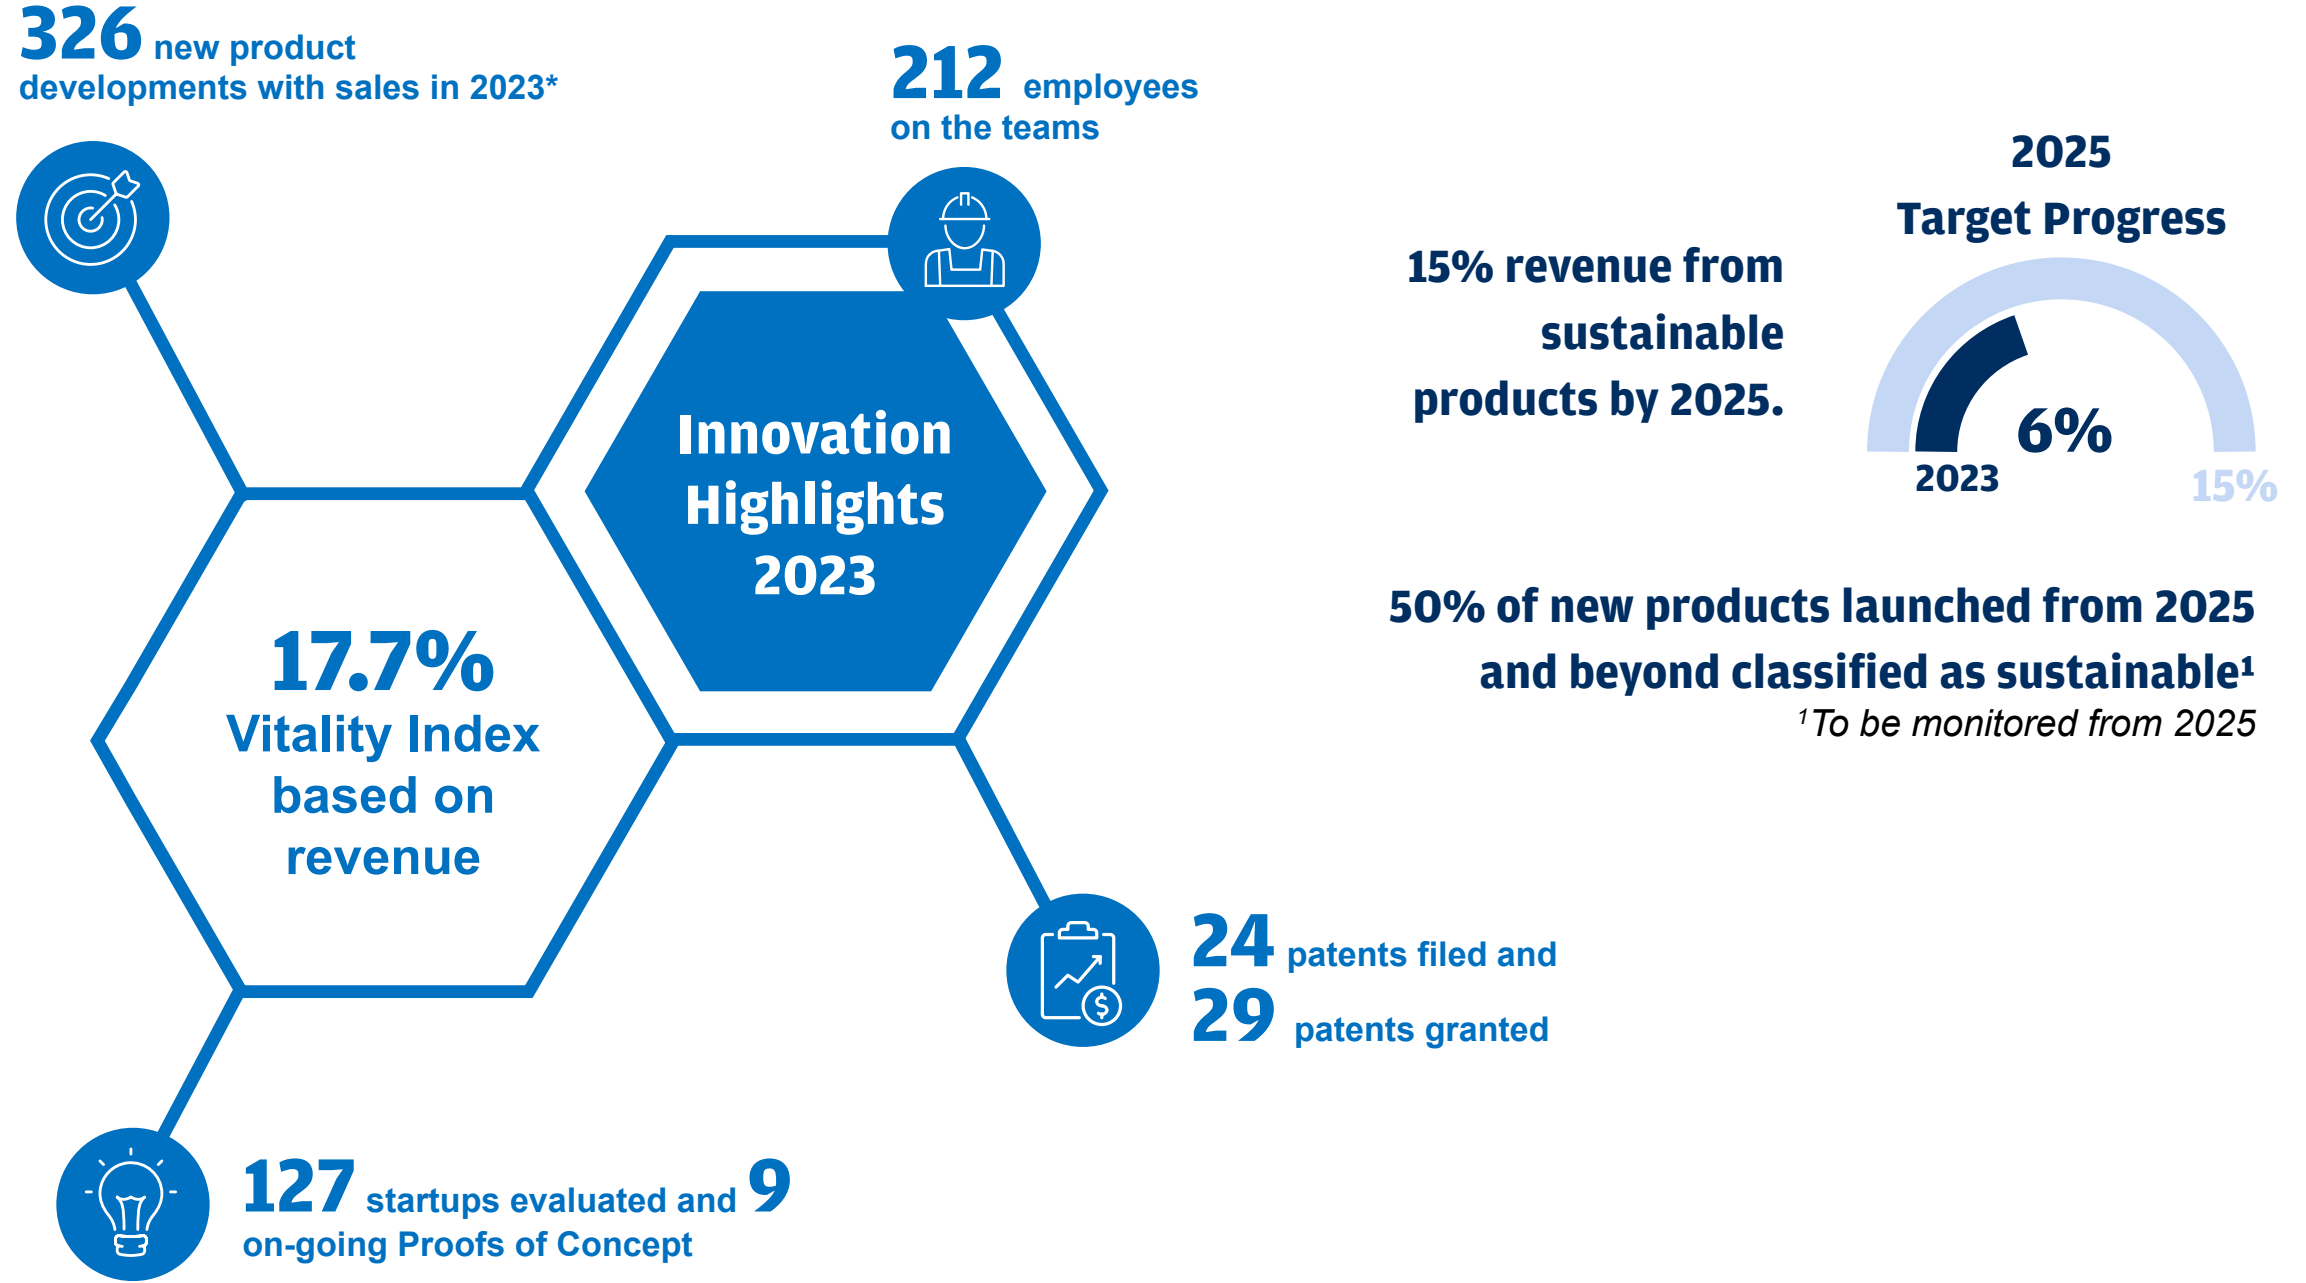 326 new product
developments with sales in 2023*
212 employees
on the teams
Innovation
Highlights
2023
17.7%
Vitality Index
based on
revenue
24 patents filed and
29 patents granted
127 startups evaluated and 9
on-going Proofs of Concept
15% revenue from
sustainable
products by 2025.
2025
Target Progress
6%
2023
15%
50% of new products launched from 2025
and beyond classified as sustainable¹
¹To be monitored from 2025
$